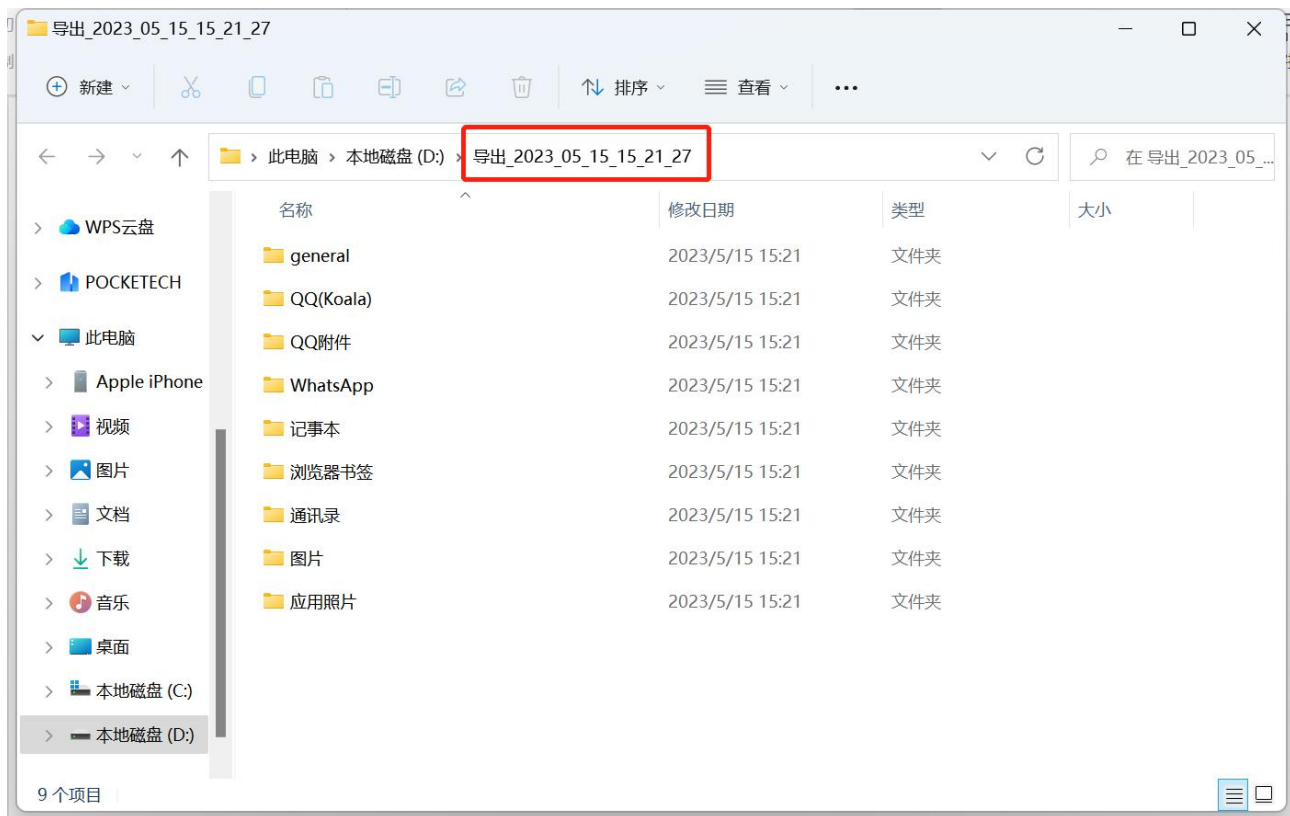 导出_2023_05_15_15_21_27
新建 排序 查看
此电脑 › 本地磁盘 (D:) › 导出_2023_05_15_15_21_27
在 导出_2023_05_...
名称 修改日期 类型 大小
general 2023/5/15 15:21 文件夹
QQ(Koala) 2023/5/15 15:21 文件夹
QQ附件 2023/5/15 15:21 文件夹
WhatsApp 2023/5/15 15:21 文件夹
记事本 2023/5/15 15:21 文件夹
浏览器书签 2023/5/15 15:21 文件夹
通讯录 2023/5/15 15:21 文件夹
图片 2023/5/15 15:21 文件夹
应用照片 2023/5/15 15:21 文件夹
WPS云盘
POCKETECH
此电脑
Apple iPhone
视频
图片
文档
下载
音乐
桌面
本地磁盘 (C:)
本地磁盘 (D:)
9 个项目